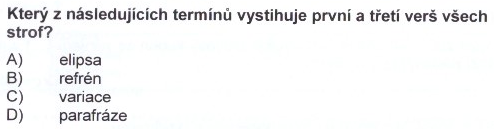 Který z následujících termínů vystihuje první a třetí verš všech
strof?
A) elipsa
B) refrén
C) variace
D) parafráze